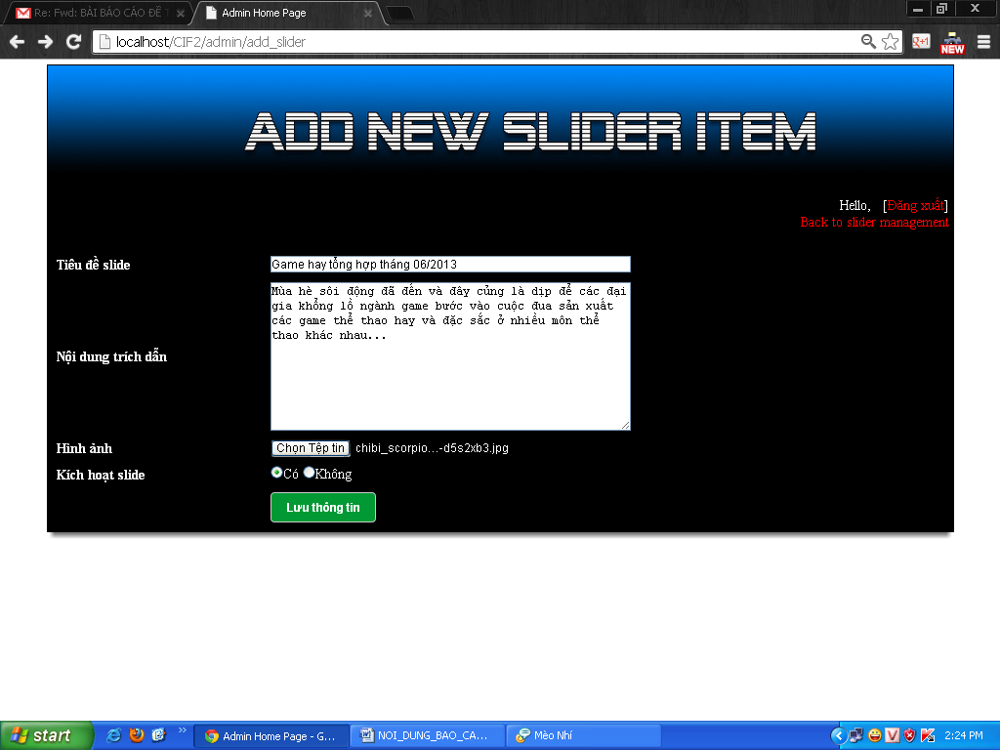 Re: Fwd: BÀI BÁO CÁO ĐỀ T
Admin Home Page
localhost/CIF2/admin/add_slider
NEW
ADD NEW SLIDER ITEM
Hello, [Đăng xuất]
Back to slider management
Tiêu đề slide
Game hay tổng hợp tháng 06/2013
Nội dung trích dẫn
Mùa hè sôi động đã đến và đây củng là dịp để các đại
gia khổng lồ ngành game bước vào cuộc đua sản xuất
các game thể thao hay và đặc sắc ở nhiều môn thể
thao khác nhau...
Hình ảnh
Chọn Tệp tin chibi_scorpio...-d5s2xb3.jpg
Kích hoạt slide
Có Không
Lưu thông tin
start
Admin Home Page - G...
NOI_DUNG_BAO_CA...
Mèo Nhí
2:24 PM